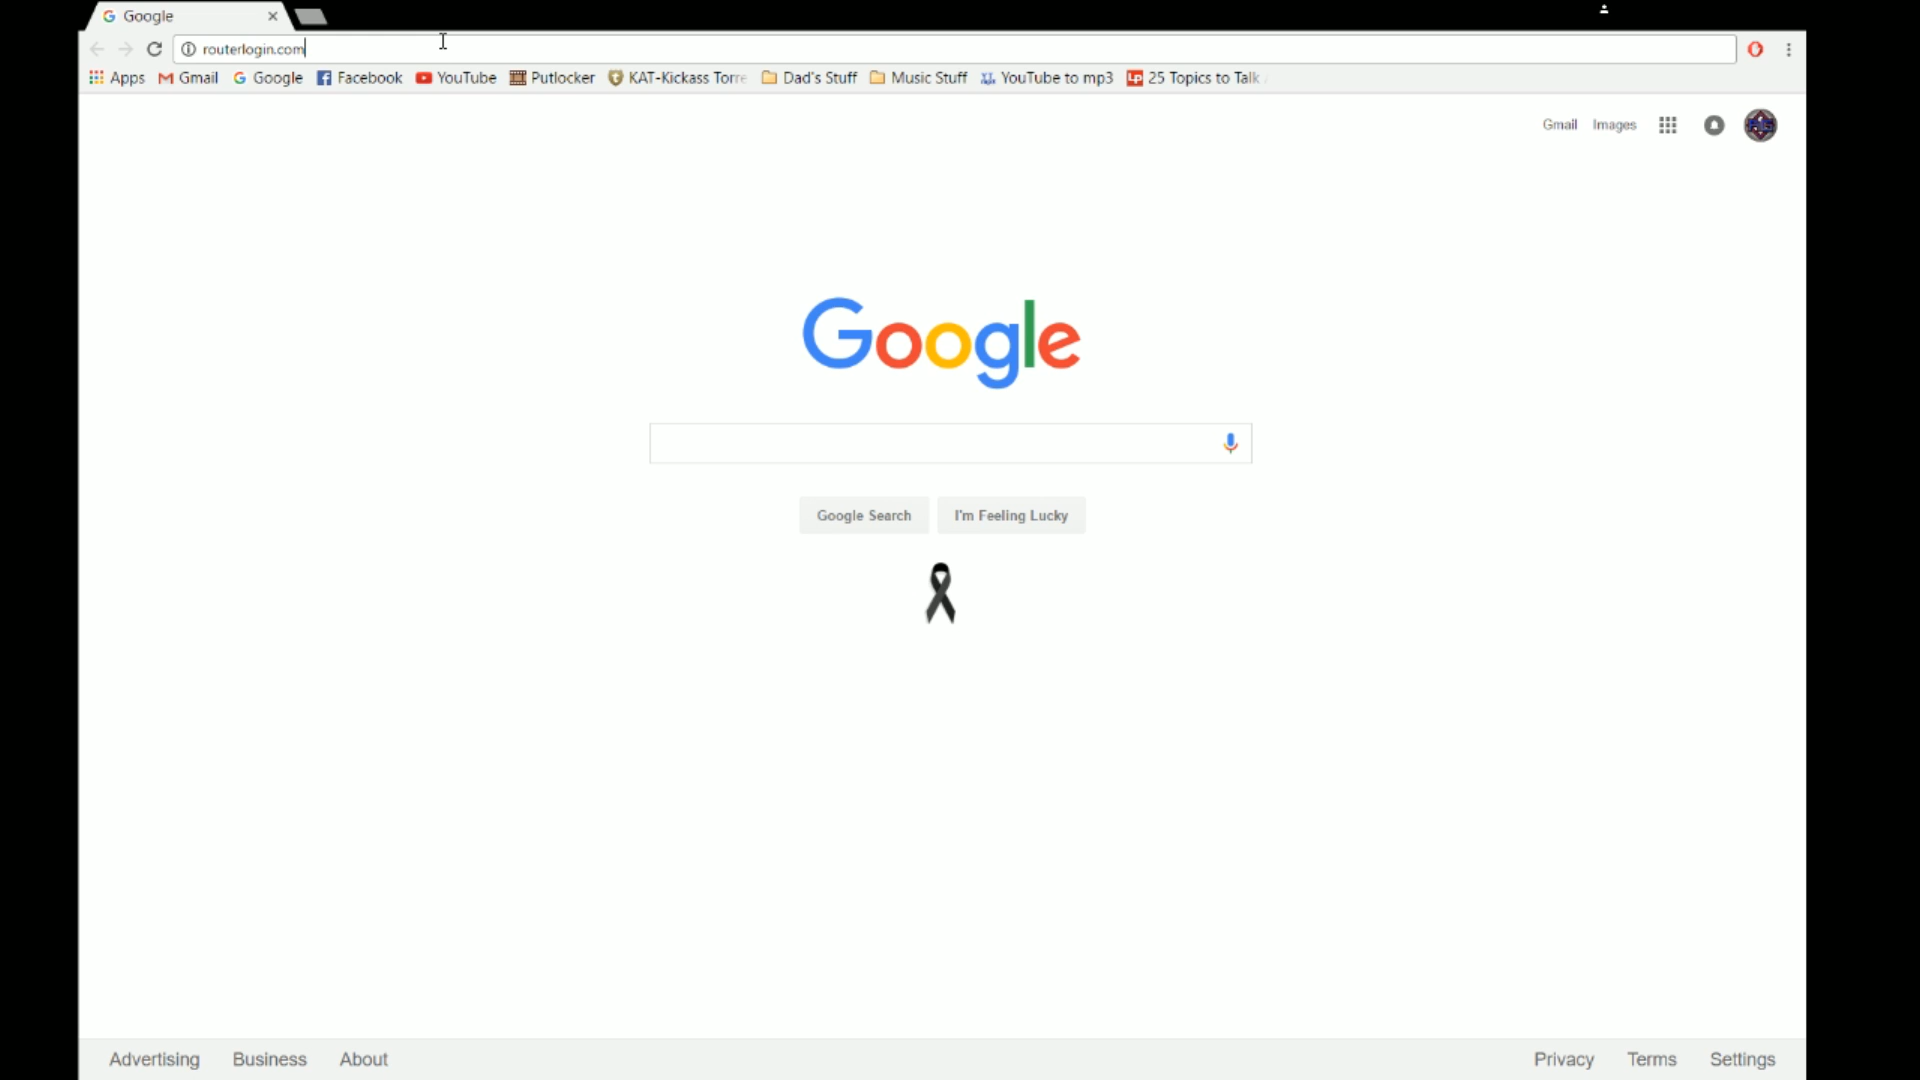 Google
routerlogin.com
Apps Gmail Google Facebook YouTube Putlocker KAT-Kickass Torre Dad's Stuff Music Stuff YouTube to mp3 25 Topics to Talk
Gmail Images
Google
Google Search I'm Feeling Lucky
Advertising Business About Privacy Terms Settings